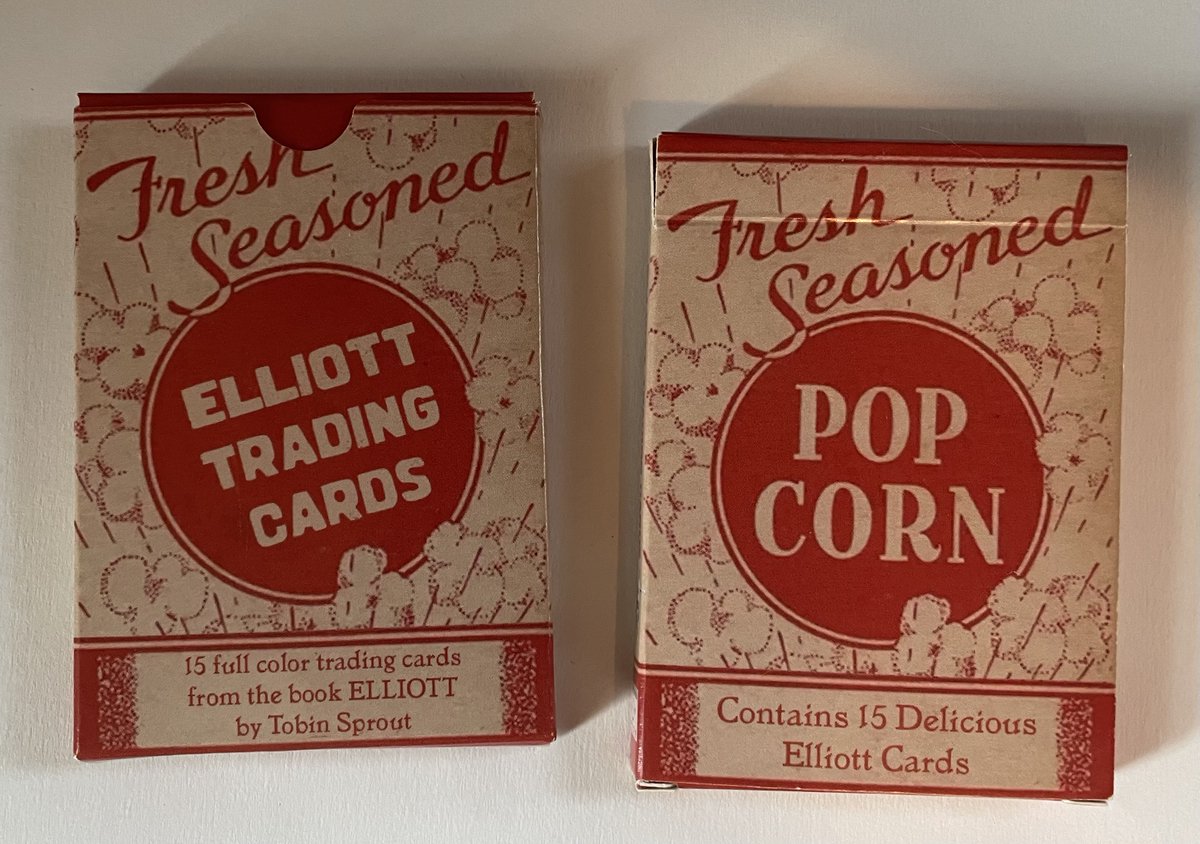 Fresh
Seasoned
ELLIOTT
TRADING
CARDS
15 full color trading cards
from the book ELLIOTT
by Tobin Sprout
Fresh
Seasoned
POP
CORN
Contains 15 Delicious
Elliott Cards